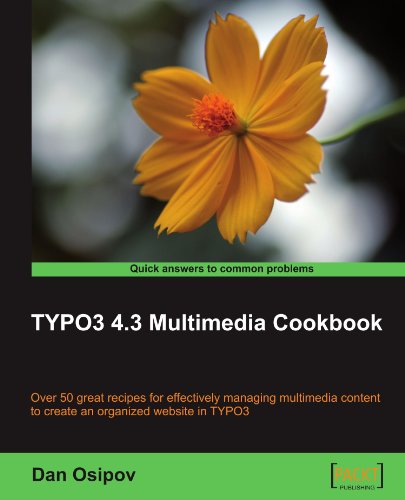 Quick answers to common problems
TYPO3 4.3 Multimedia Cookbook
Over 50 great recipes for effectively managing multimedia content
to create an organized website in TYPO3
Dan Osipov
[PACKT]
PUBLISHING